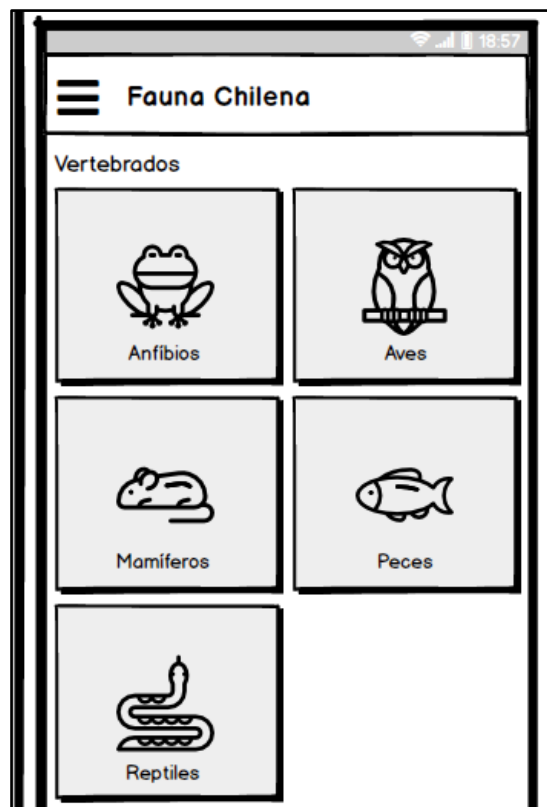 18:57
Fauna Chilena
Vertebrados
Anfíbios
Aves
Mamíferos
Peces
Reptiles